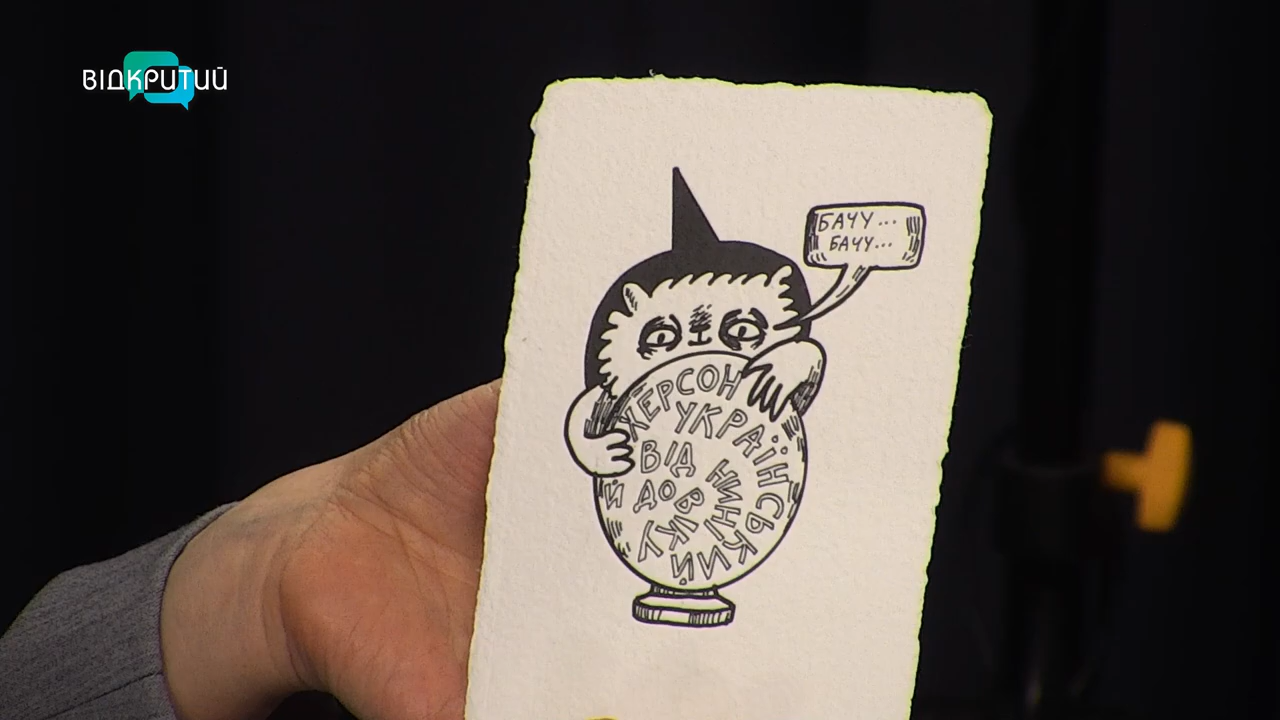 ВІДКРИТИЙ
БАЧУ...
БАЧУ...
ХЕРСОН
УКРАЇНСЬКИЙ
ВІД НИНІ
Й ДОВІКУ